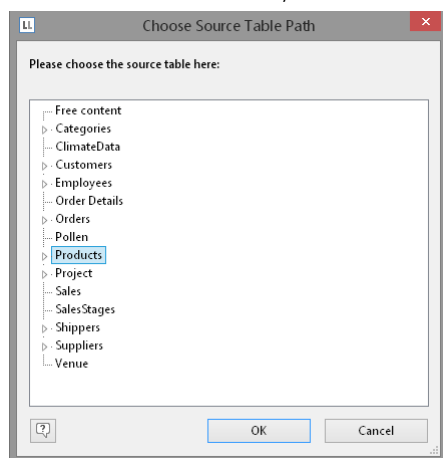 LL Choose Source Table Path ×
Please choose the source table here:
Free content
Categories
ClimateData
Customers
Employees
Order Details
Orders
Pollen
Products
Project
Sales
SalesStages
Shippers
Suppliers
Venue
? OK Cancel